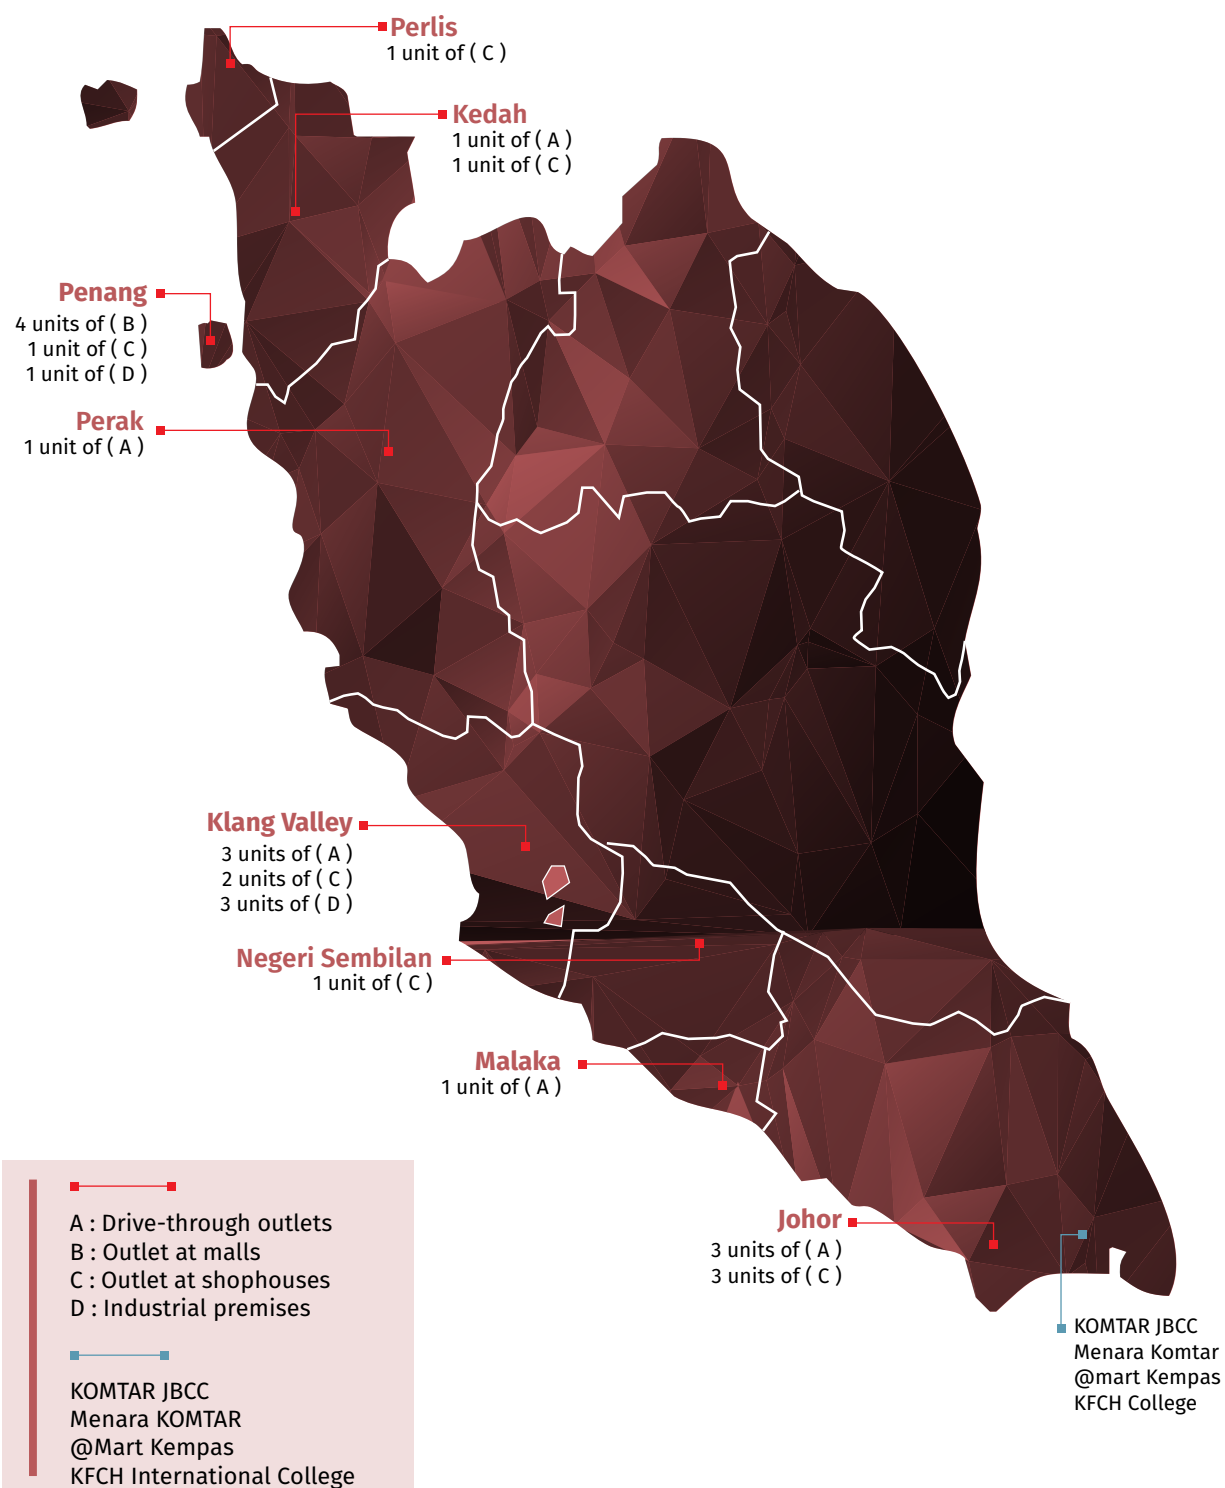 Perlis
1 unit of ( C )
Kedah
1 unit of ( A )
1 unit of ( C )
Penang
4 units of ( B )
1 unit of ( C )
1 unit of ( D )
Perak
1 unit of ( A )
Klang Valley
3 units of ( A )
2 units of ( C )
3 units of ( D )
Negeri Sembilan
1 unit of ( C )
Malaka
1 unit of ( A )
Johor
3 units of ( A )
3 units of ( C )
KOMTAR JBCC
Menara Komtar
@mart Kempas
KFCH College
A : Drive-through outlets
B : Outlet at malls
C : Outlet at shophouses
D : Industrial premises
KOMTAR JBCC
Menara KOMTAR
@Mart Kempas
KFCH International College